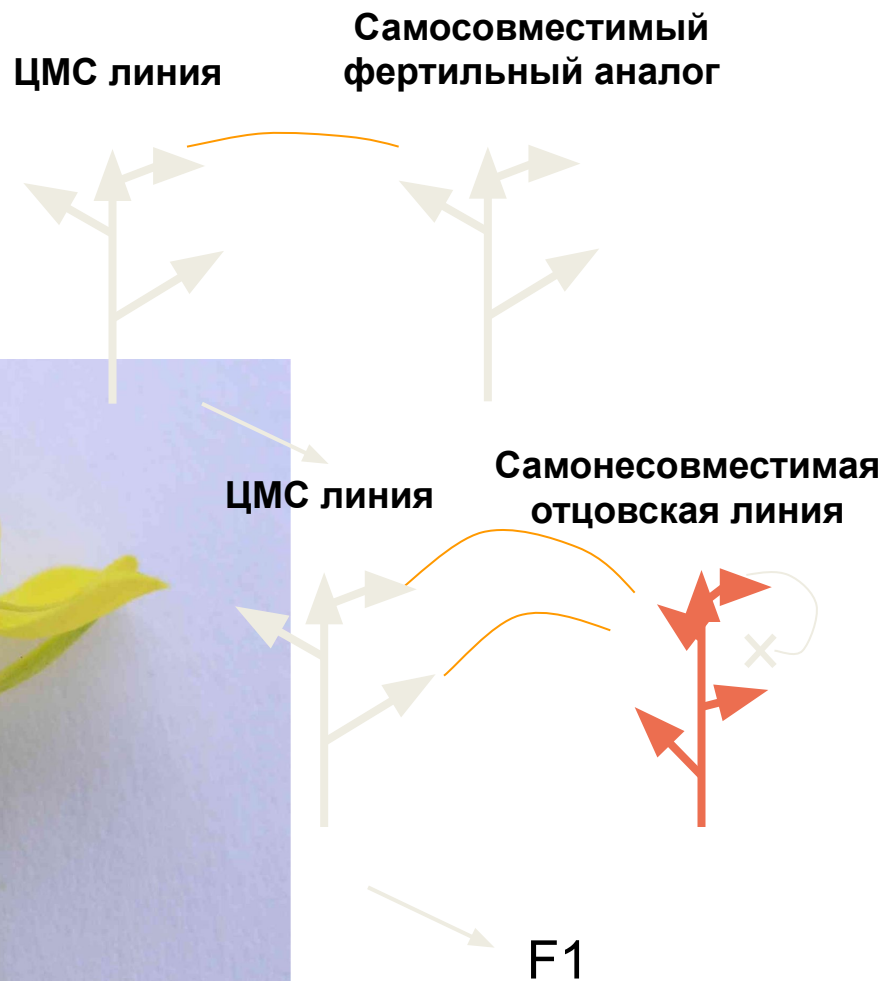 ЦМС линия
Самосовместимый
фертильный аналог
ЦМС линия
Самонесовместимая
отцовская линия
F1